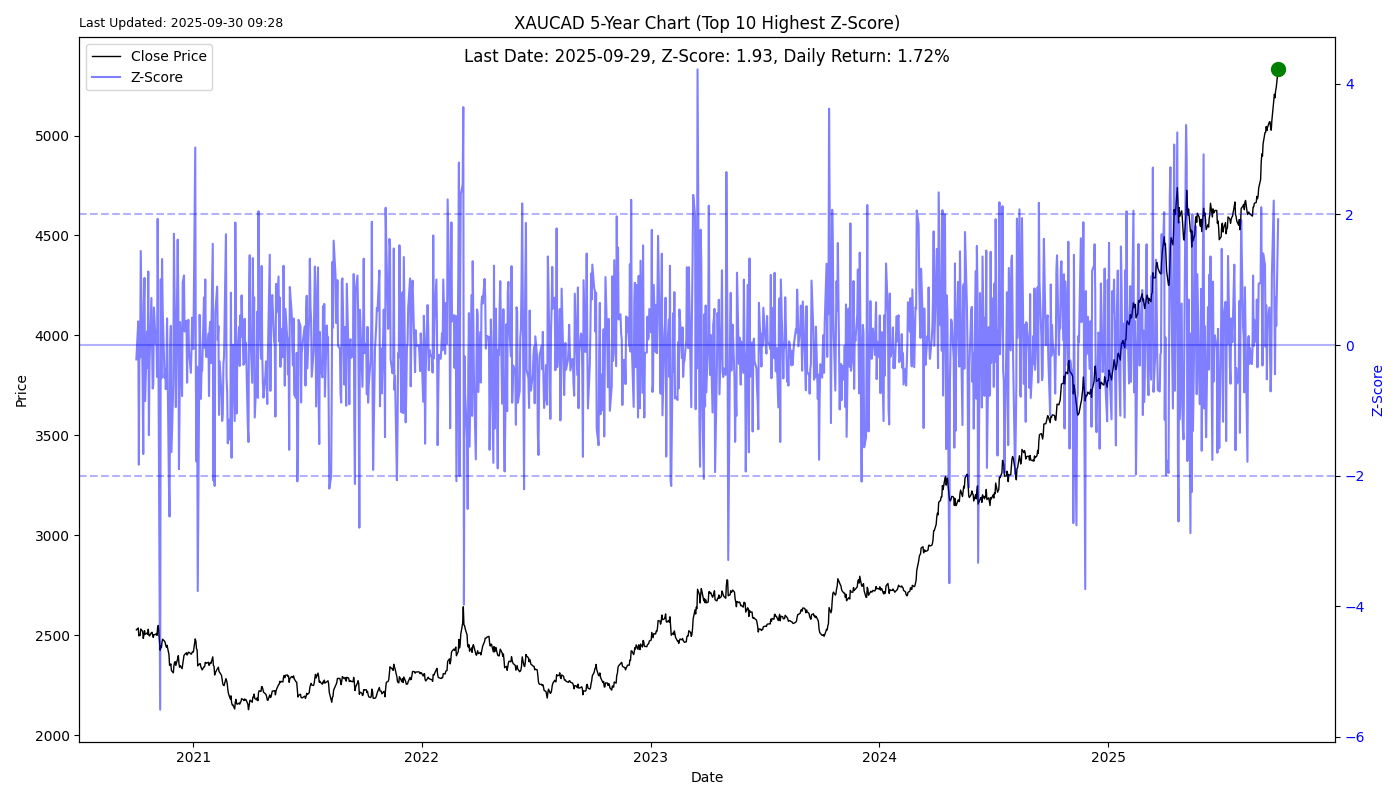 Last Updated: 2025-09-30 09:28
XAUCAD 5-Year Chart (Top 10 Highest Z-Score)
Last Date: 2025-09-29, Z-Score: 1.93, Daily Return: 1.72%
Close Price
Z-Score
5000
4500
4000
3500
3000
2500
2000
Price
4
2
0
−2
−4
−6
Z-Score
2021
2022
2023
2024
2025
Date